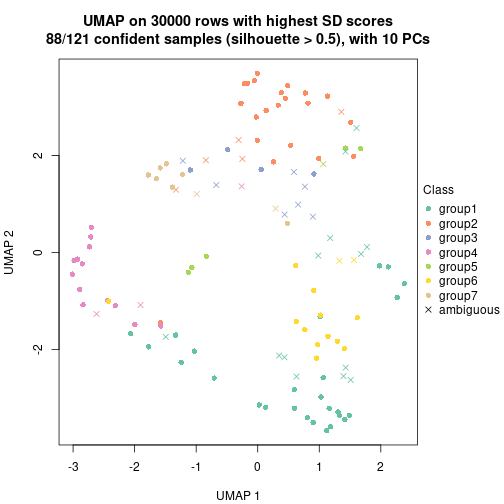 UMAP on 30000 rows with highest SD scores
88/121 confident samples (silhouette > 0.5), with 10 PCs
UMAP 2
2
0
-2
-3
-2
-1
0
1
2
UMAP 1
Class
group1
group2
group3
group4
group5
group6
group7
ambiguous